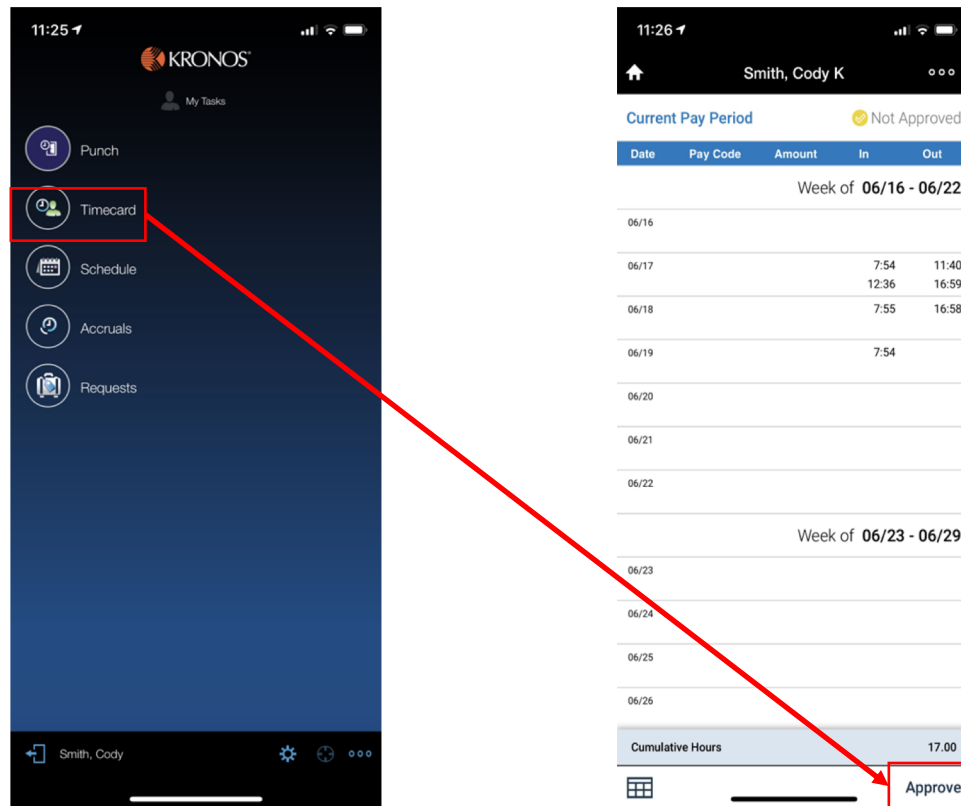 11:25
KRONOS
My Tasks
Punch
Timecard
Schedule
Accruals
Requests
Smith, Cody
11:26
Smith, Cody K
Current Pay Period Not Approved
Date Pay Code Amount In Out
Week of 06/16 - 06/22
06/16
06/17 7:54 11:40
12:36 16:59
06/18 7:55 16:58
06/19 7:54
06/20
06/21
06/22
Week of 06/23 - 06/29
06/23
06/24
06/25
06/26
Cumulative Hours 17.00
Approve